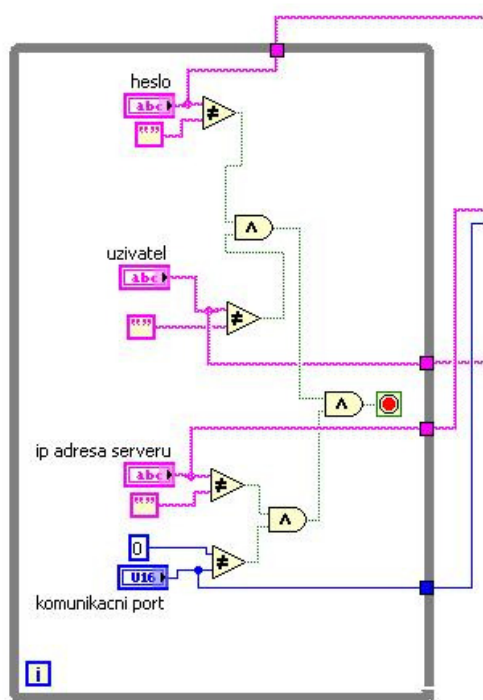 heslo
abc
""
≠
∧
uzivatel
abc
""
≠
∧
ip adresa serveru
abc
""
≠
∧
0
U16
≠
komunikacni port
i